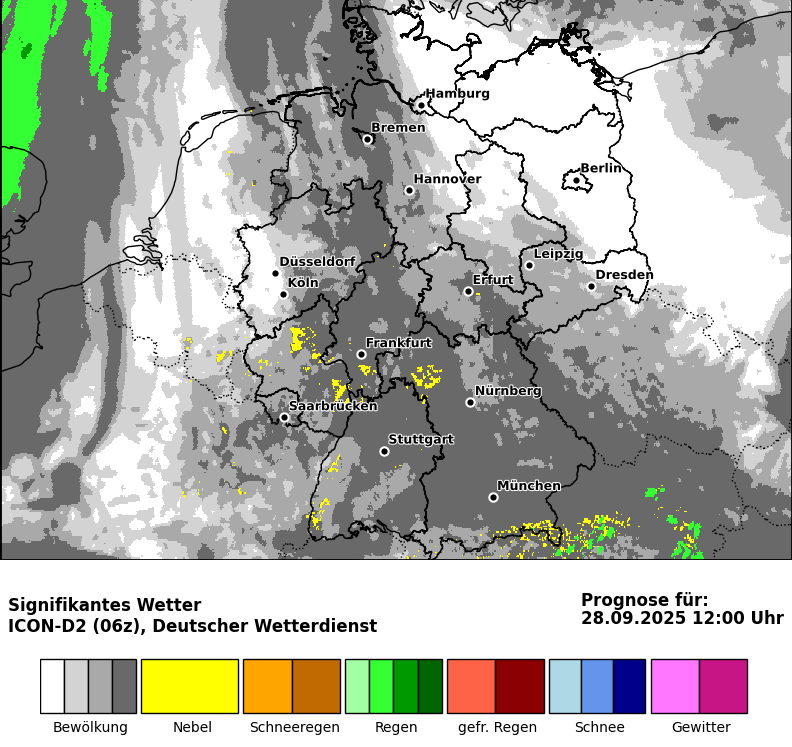 Hamburg
Bremen
Berlin
Hannover
Leipzig
Düsseldorf
Dresden
Erfurt
Köln
Frankfurt
Nürnberg
Saarbrücken
Stuttgart
München
Signifikantes Wetter
ICON-D2 (06z), Deutscher Wetterdienst
Prognose für:
28.09.2025 12:00 Uhr
Bewölkung Nebel Schneeregen Regen gefr. Regen Schnee Gewitter